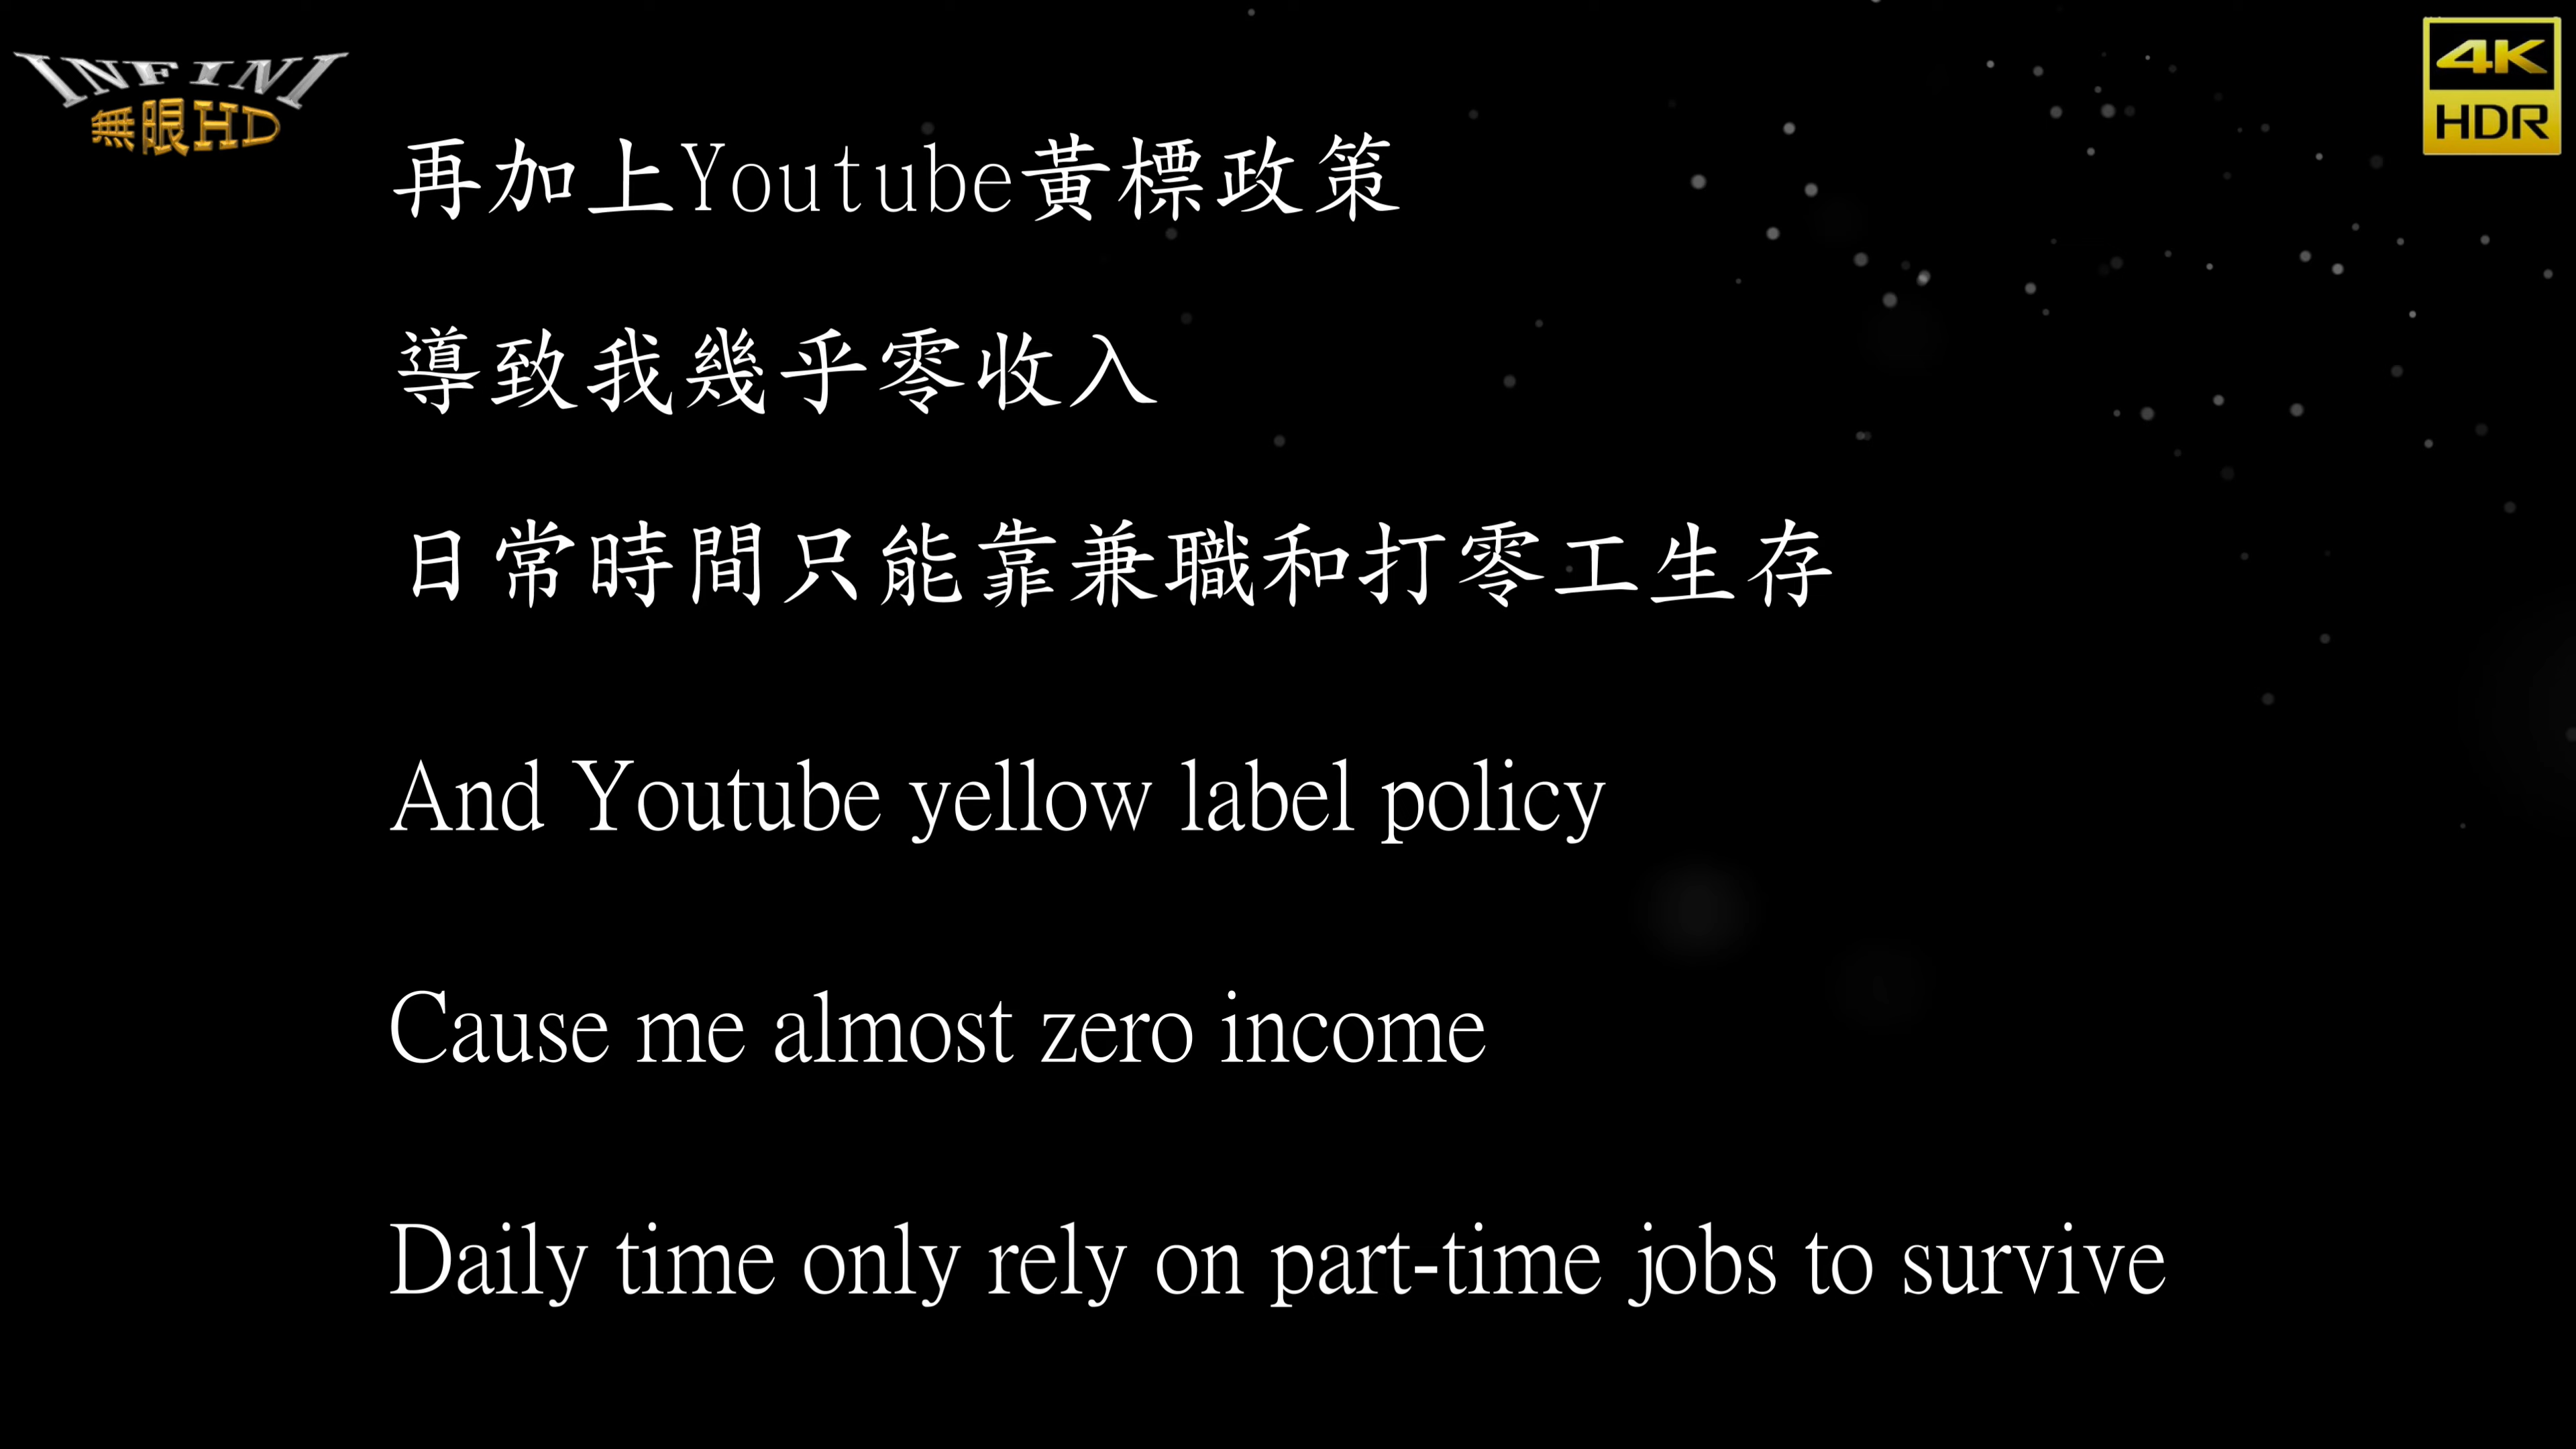 INFINI
無限HD
4K
HDR
再加上Youtube黃標政策
導致我幾乎零收入
日常時間只能靠兼職和打零工生存
And Youtube yellow label policy
Cause me almost zero income
Daily time only rely on part-time jobs to survive